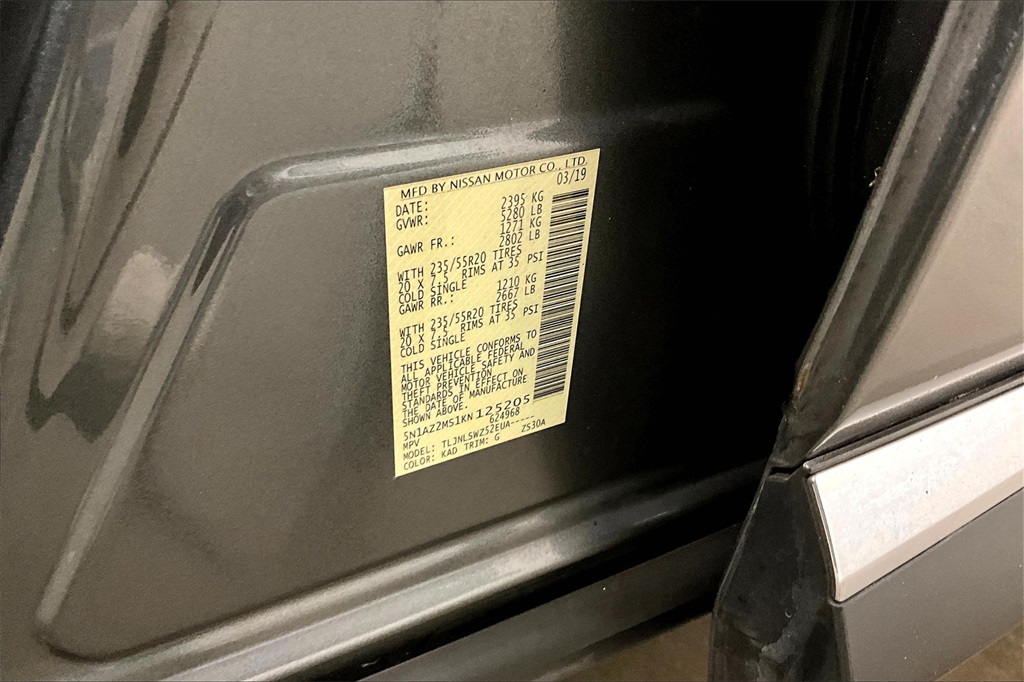 MFD BY NISSAN MOTOR CO., LTD.
DATE: 03/19
GVWR: 2395 KG
5280 LB
GAWR FR.: 1271 KG
2802 LB
WITH 235/55R20 TIRES
20 X 7.5 RIMS AT 35 PSI
COLD SINGLE
GAWR RR.: 1210 KG
2667 LB
WITH 235/55R20 TIRES
20 X 7.5 RIMS AT 35 PSI
COLD SINGLE
THIS VEHICLE CONFORMS TO
ALL APPLICABLE FEDERAL
MOTOR VEHICLE SAFETY AND
THEFT PREVENTION
STANDARDS IN EFFECT ON
THE DATE OF MANUFACTURE
SHOWN ABOVE.
5N1AZ2MS1KN125205
MPV 624968
MODEL: TLJNLSWZ52EUA-----
COLOR: KAD TRIM: G Z530A